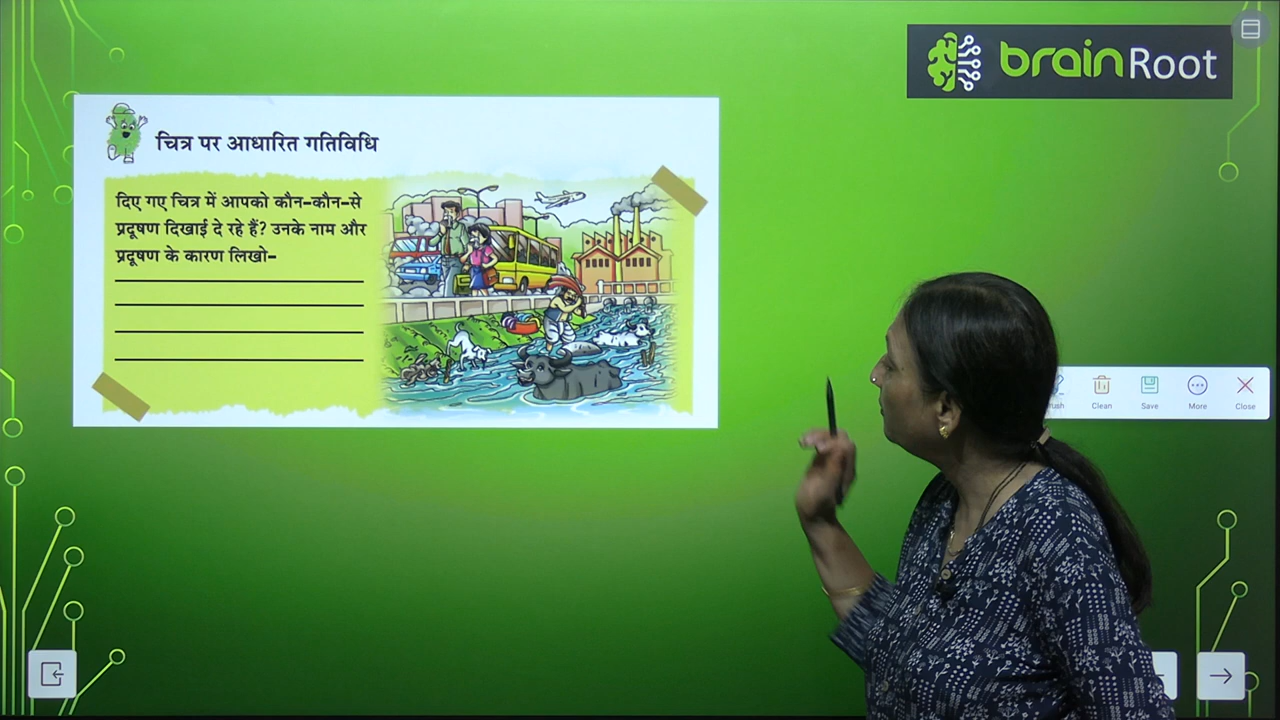 brainRoot
चित्र पर आधारित गतिविधि
दिए गए चित्र में आपको कौन-कौन-से
प्रदूषण दिखाई दे रहे हैं? उनके नाम और
प्रदूषण के कारण लिखो-
Clean
Save
More
Close